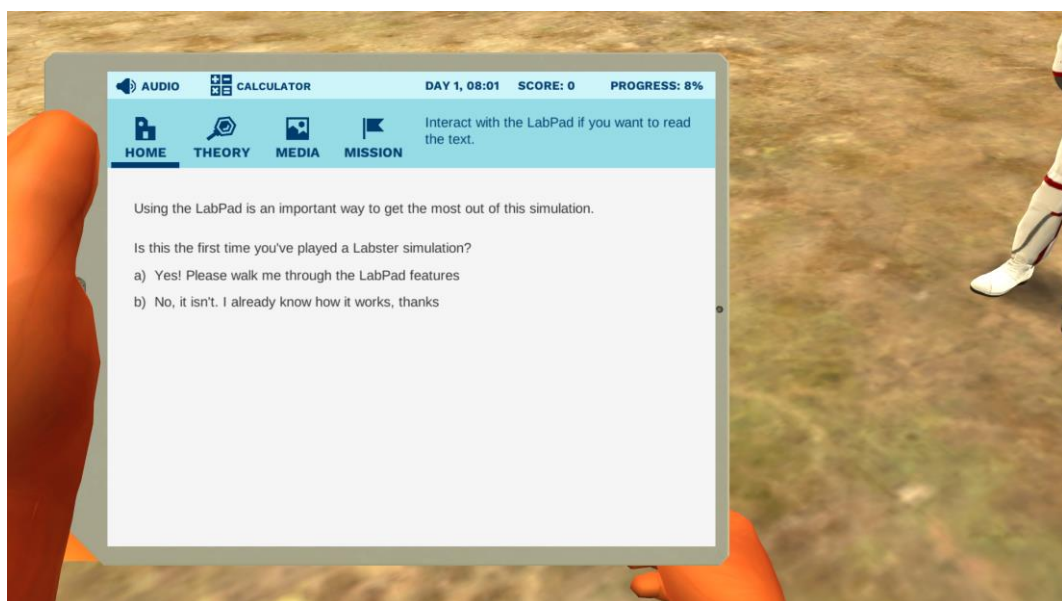 AUDIO CALCULATOR DAY 1, 08:01 SCORE: 0 PROGRESS: 8%
HOME THEORY MEDIA MISSION
Interact with the LabPad if you want to read
the text.
Using the LabPad is an important way to get the most out of this simulation.
Is this the first time you've played a Labster simulation?
a) Yes! Please walk me through the LabPad features
b) No, it isn't. I already know how it works, thanks